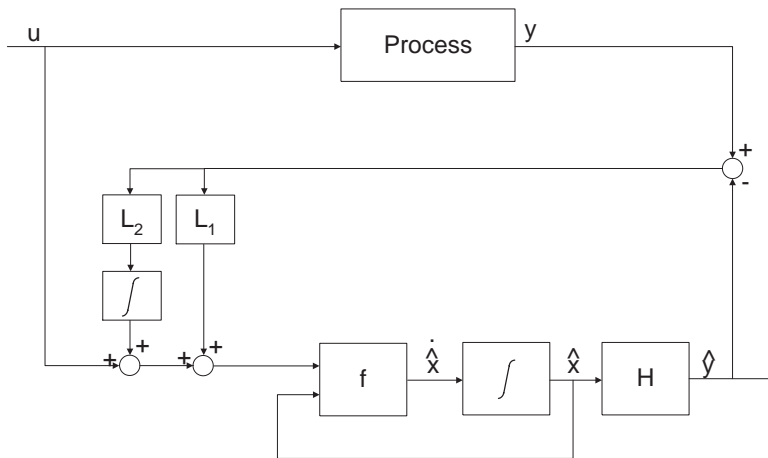 u
Process
y
+
-
L₂
L₁
∫
+
+
+
+
f
x̂̇
∫
x̂
H
ŷ